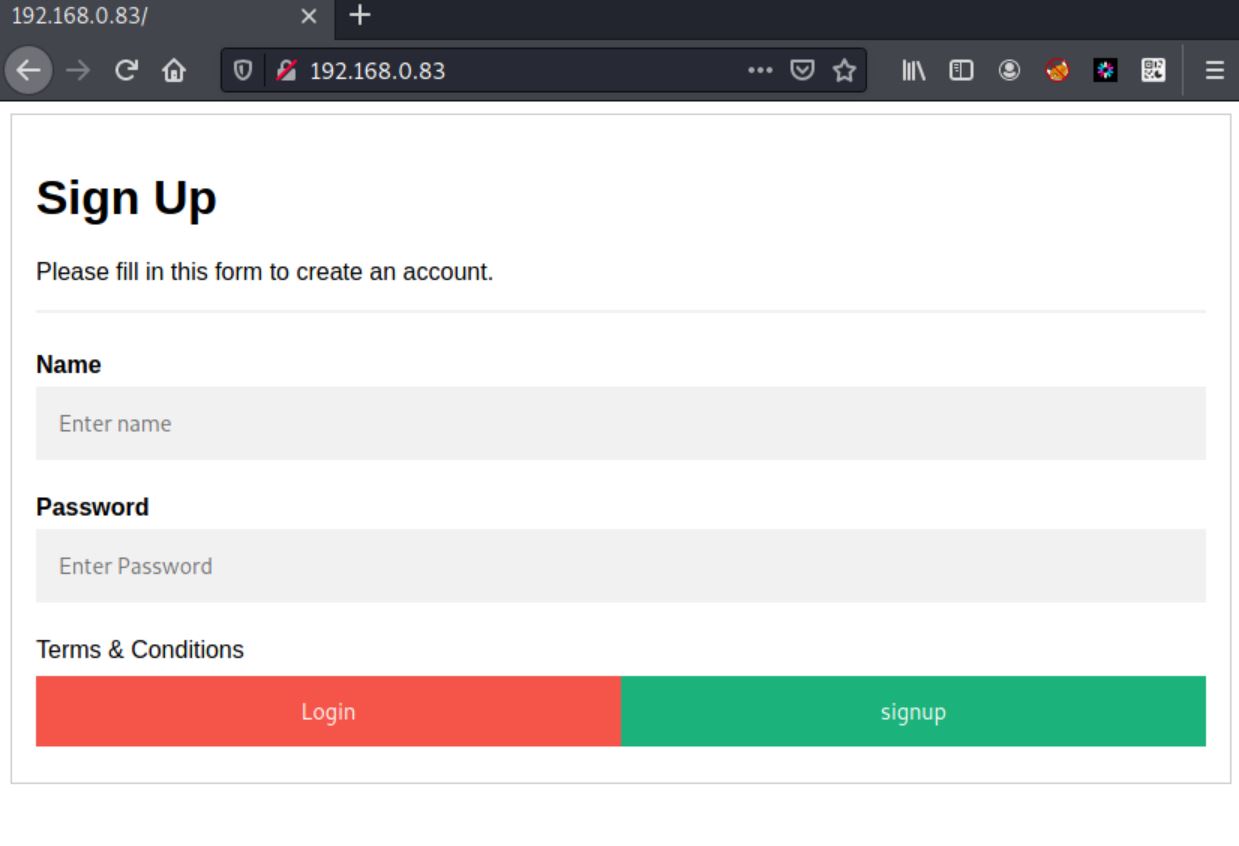 192.168.0.83/
192.168.0.83
Sign Up
Please fill in this form to create an account.
Name
Enter name
Password
Enter Password
Terms & Conditions
Login signup